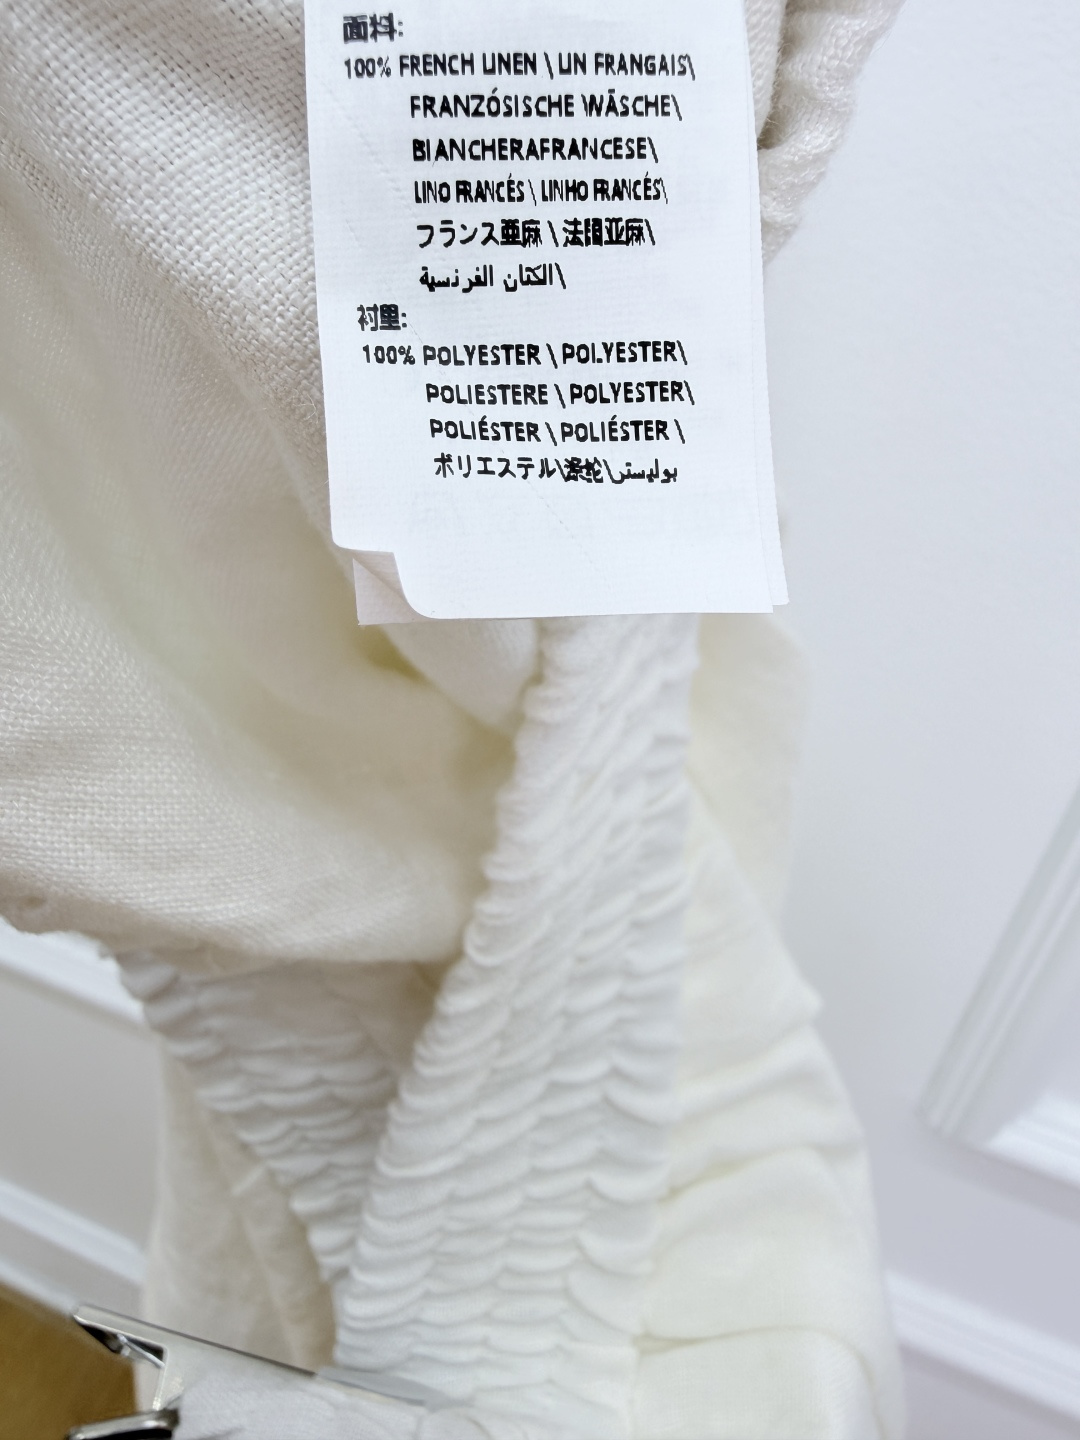 面料:
100% FRENCH LINEN \ LIN FRANGAIS\
FRANZÓSISCHE WÄSCHE\
BIANCHERAFRANCESE\
LINO FRANCÉS \ LINHO FRANCÉS\
フランス亜麻 \ 法国亚麻\
الكتان الفرنسية\
衬里:
100% POLYESTER \ POLYESTER\
POLIESTERE \ POLYESTER\
POLIÉSTER \ POLIÉSTER \
ポリエステル\涤纶\بوليستر